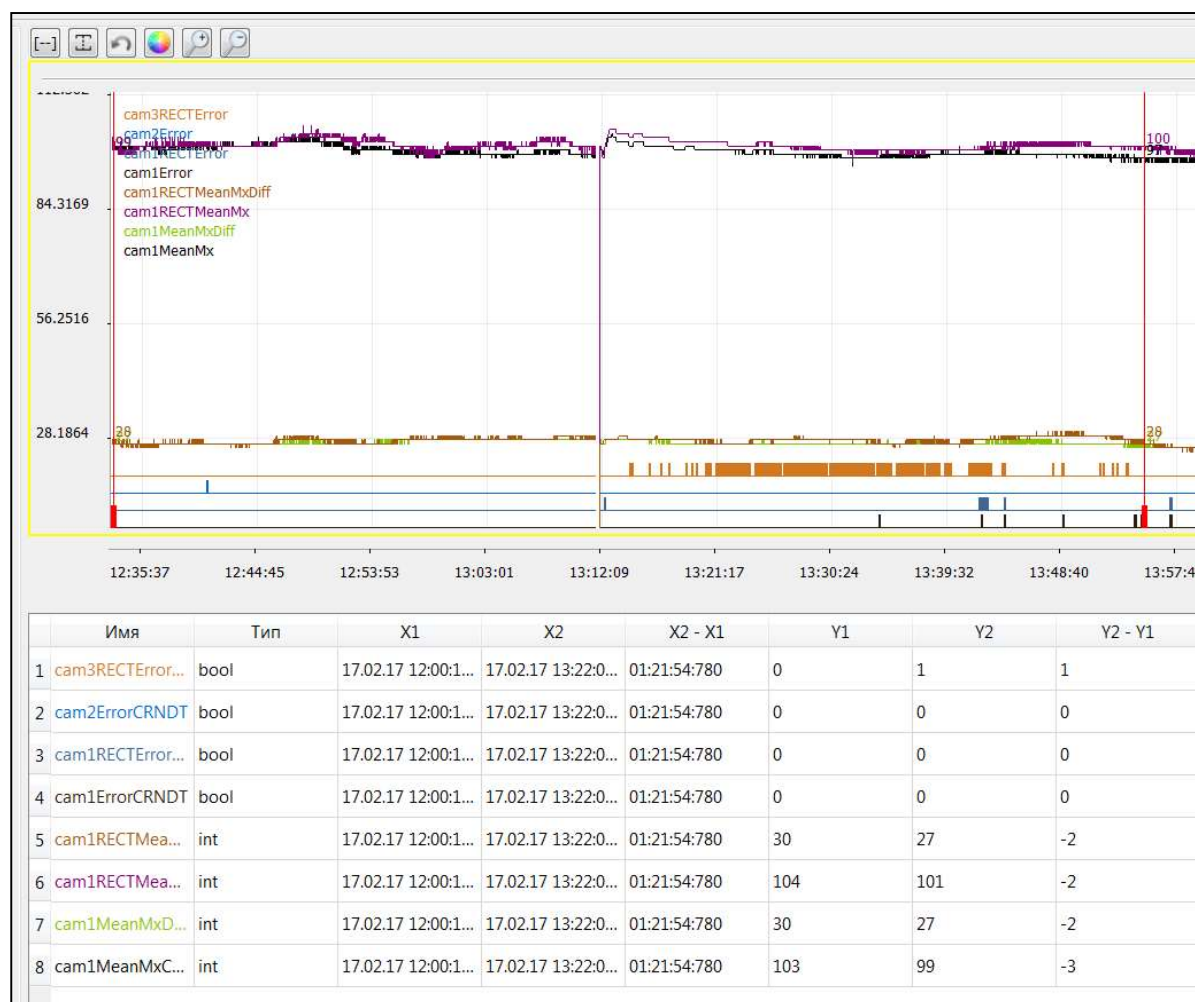 [--]
cam3RECTError
cam2Error
cam1RECTError
cam1Error
cam1RECTMeanMxDiff
cam1RECTMeanMx
cam1MeanMxDiff
cam1MeanMx
99
100
84.3169
56.2516
28.1864
28
28
12:35:37 12:44:45 12:53:53 13:03:01 13:12:09 13:21:17 13:30:24 13:39:32 13:48:40 13:57:4
Имя Тип X1 X2 X2 - X1 Y1 Y2 Y2 - Y1
1 cam3RECTError... bool 17.02.17 12:00:1... 17.02.17 13:22:0... 01:21:54:780 0 1 1
2 cam2ErrorCRNDT bool 17.02.17 12:00:1... 17.02.17 13:22:0... 01:21:54:780 0 0 0
3 cam1RECTError... bool 17.02.17 12:00:1... 17.02.17 13:22:0... 01:21:54:780 0 0 0
4 cam1ErrorCRNDT bool 17.02.17 12:00:1... 17.02.17 13:22:0... 01:21:54:780 0 0 0
5 cam1RECTMea... int 17.02.17 12:00:1... 17.02.17 13:22:0... 01:21:54:780 30 27 -2
6 cam1RECTMea... int 17.02.17 12:00:1... 17.02.17 13:22:0... 01:21:54:780 104 101 -2
7 cam1MeanMxD... int 17.02.17 12:00:1... 17.02.17 13:22:0... 01:21:54:780 30 27 -2
8 cam1MeanMxC... int 17.02.17 12:00:1... 17.02.17 13:22:0... 01:21:54:780 103 99 -3